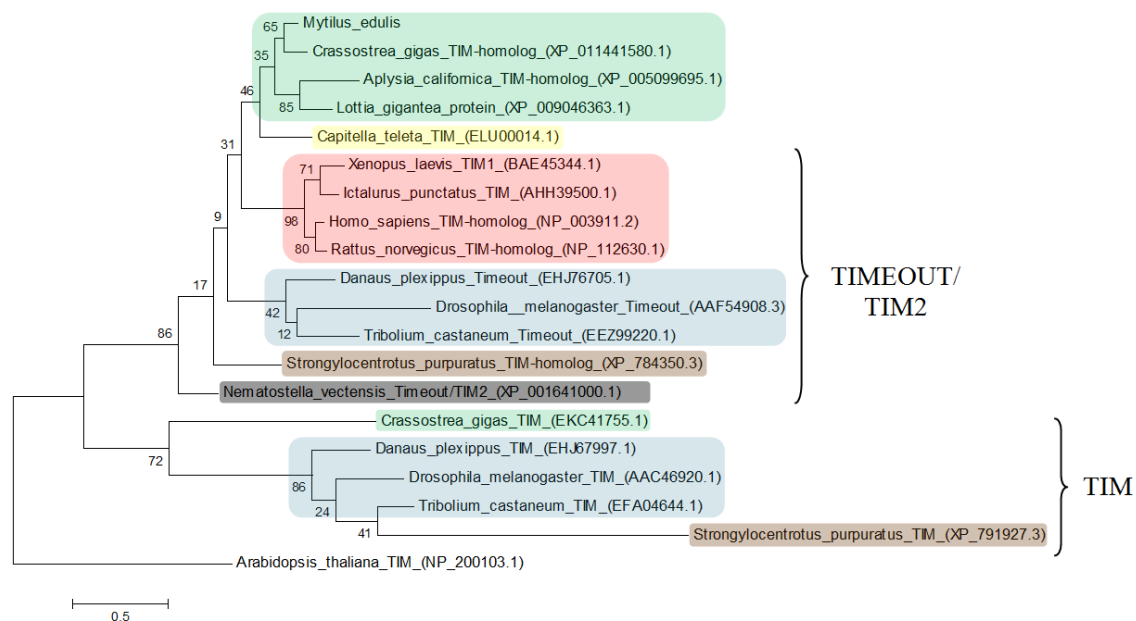 Mytilus_edulis
65
Crassostrea_gigas_TIM-homolog_(XP_011441580.1)
35
Aplysia_califomica_TIM-homolog_(XP_005099695.1)
46
85
Lottia_gigantea_protein_(XP_009046363.1)
Capitella_teleta_TIM_(ELU00014.1)
31
Xenopus_laevis_TIM1_(BAE45344.1)
71
Ictalurus_punctatus_TIM_(AHH39500.1)
9
98
Homo_sapiens_TIM-homolog_(NP_003911.2)
80
Rattus_norvegicus_TIM-homolog_(NP_112630.1)
TIMEOUT/
TIM2
17
Danaus_plexippus_Timeout_(EHJ76705.1)
42
Drosophila__melanogaster_Timeout_(AAF54908.3)
12
Tribolium_castaneum_Timeout_(EEZ99220.1)
86
Strongylocentrotus_purpuratus_TIM-homolog_(XP_784350.3)
Nematostella_vectensis_Timeout/TIM2_(XP_001641000.1)
Crassostrea_gigas_TIM_(EKC41755.1)
72
Danaus_plexippus_TIM_(EHJ67997.1)
86
Drosophila_melanogaster_TIM_(AAC46920.1)
TIM
24
Tribolium_castaneum_TIM_(EFA04644.1)
41
Strongylocentrotus_purpuratus_TIM_(XP_791927.3)
Arabidopsis_thaliana_TIM_(NP_200103.1)
0.5